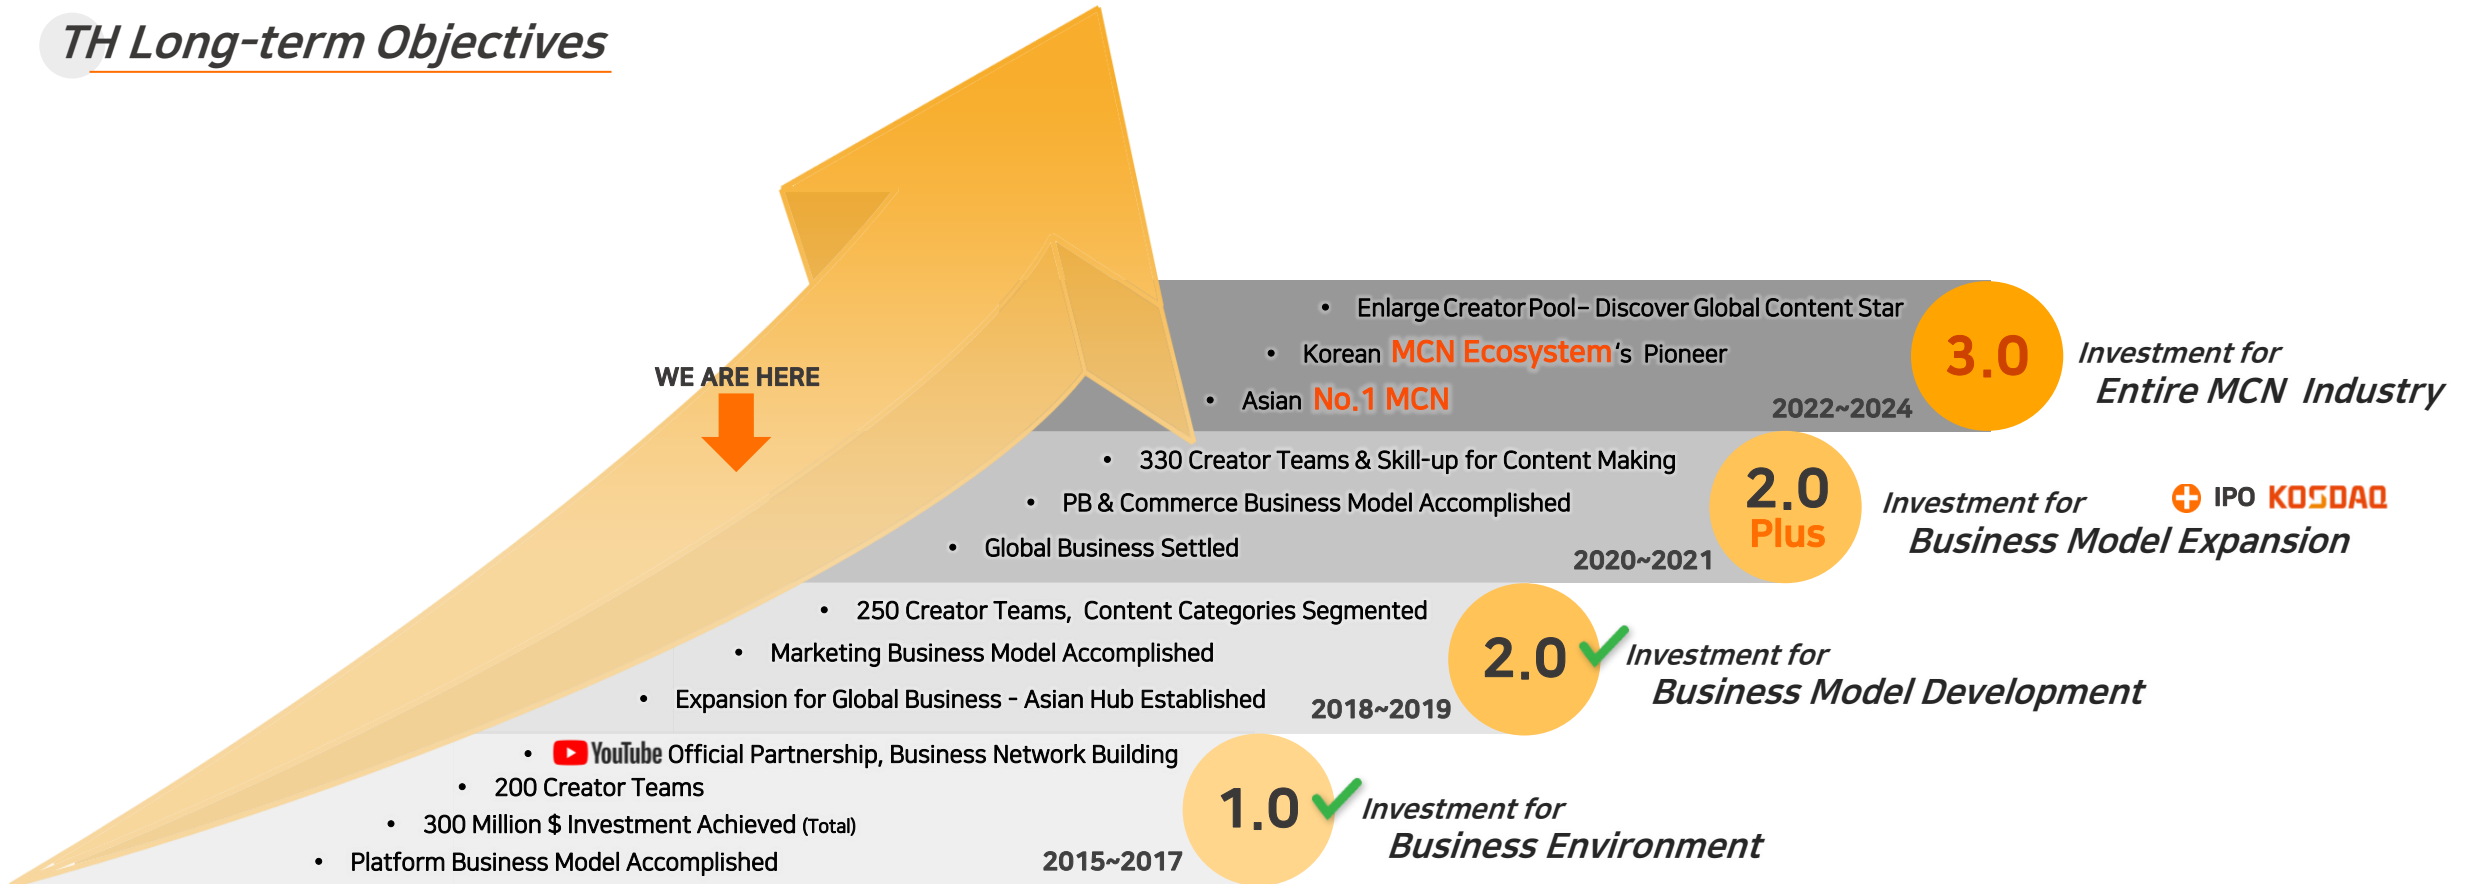 TH Long-term Objectives
• Enlarge Creator Pool– Discover Global Content Star
• Korean MCN Ecosystem‘s Pioneer
• Asian No.1 MCN
2022~2024
3.0
Investment for
Entire MCN Industry
WE ARE HERE
• 330 Creator Teams & Skill-up for Content Making
• PB & Commerce Business Model Accomplished
• Global Business Settled
2020~2021
2.0
Plus
Investment for
IPO KOSDAQ
Business Model Expansion
• 250 Creator Teams, Content Categories Segmented
• Marketing Business Model Accomplished
• Expansion for Global Business - Asian Hub Established
2018~2019
2.0
Investment for
Business Model Development
• YouTube Official Partnership, Business Network Building
• 200 Creator Teams
• 300 Million $ Investment Achieved (Total)
• Platform Business Model Accomplished
2015~2017
1.0
Investment for
Business Environment